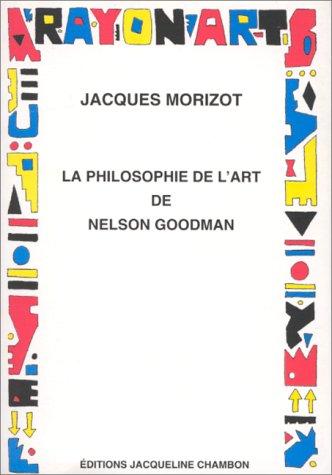 RAYON ART
JACQUES MORIZOT
LA PHILOSOPHIE DE L'ART
DE
NELSON GOODMAN
ÉDITIONS JACQUELINE CHAMBON